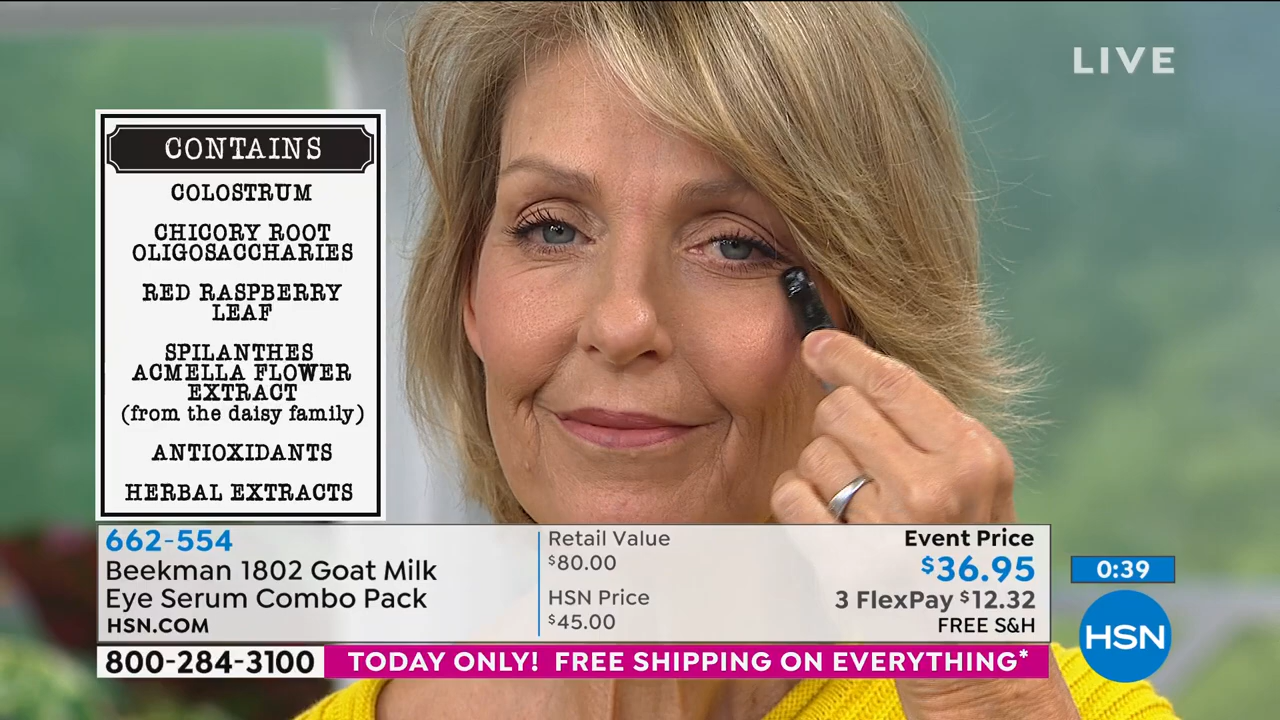 LIVE
CONTAINS
COLOSTRUM
CHICORY ROOT
OLIGOSACCHARIES
RED RASPBERRY
LEAF
SPILANTHES
ACMELLA FLOWER
EXTRACT
(from the daisy family)
ANTIOXIDANTS
HERBAL EXTRACTS
662-554
Beekman 1802 Goat Milk
Eye Serum Combo Pack
HSN.COM
Retail Value
$80.00
HSN Price
$45.00
Event Price
$36.95
3 FlexPay $12.32
FREE S&H
0:39
HSN
800-284-3100
TODAY ONLY! FREE SHIPPING ON EVERYTHING*